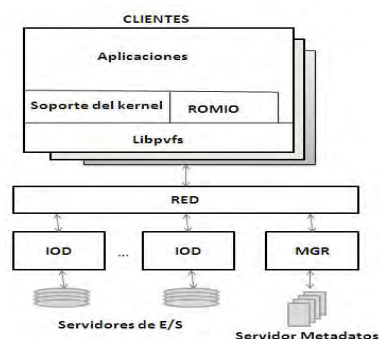 CLIENTES
Aplicaciones
Soporte del kernel
ROMIO
Libpvfs
RED
IOD
...
IOD
MGR
Servidores de E/S
Servidor Metadatos